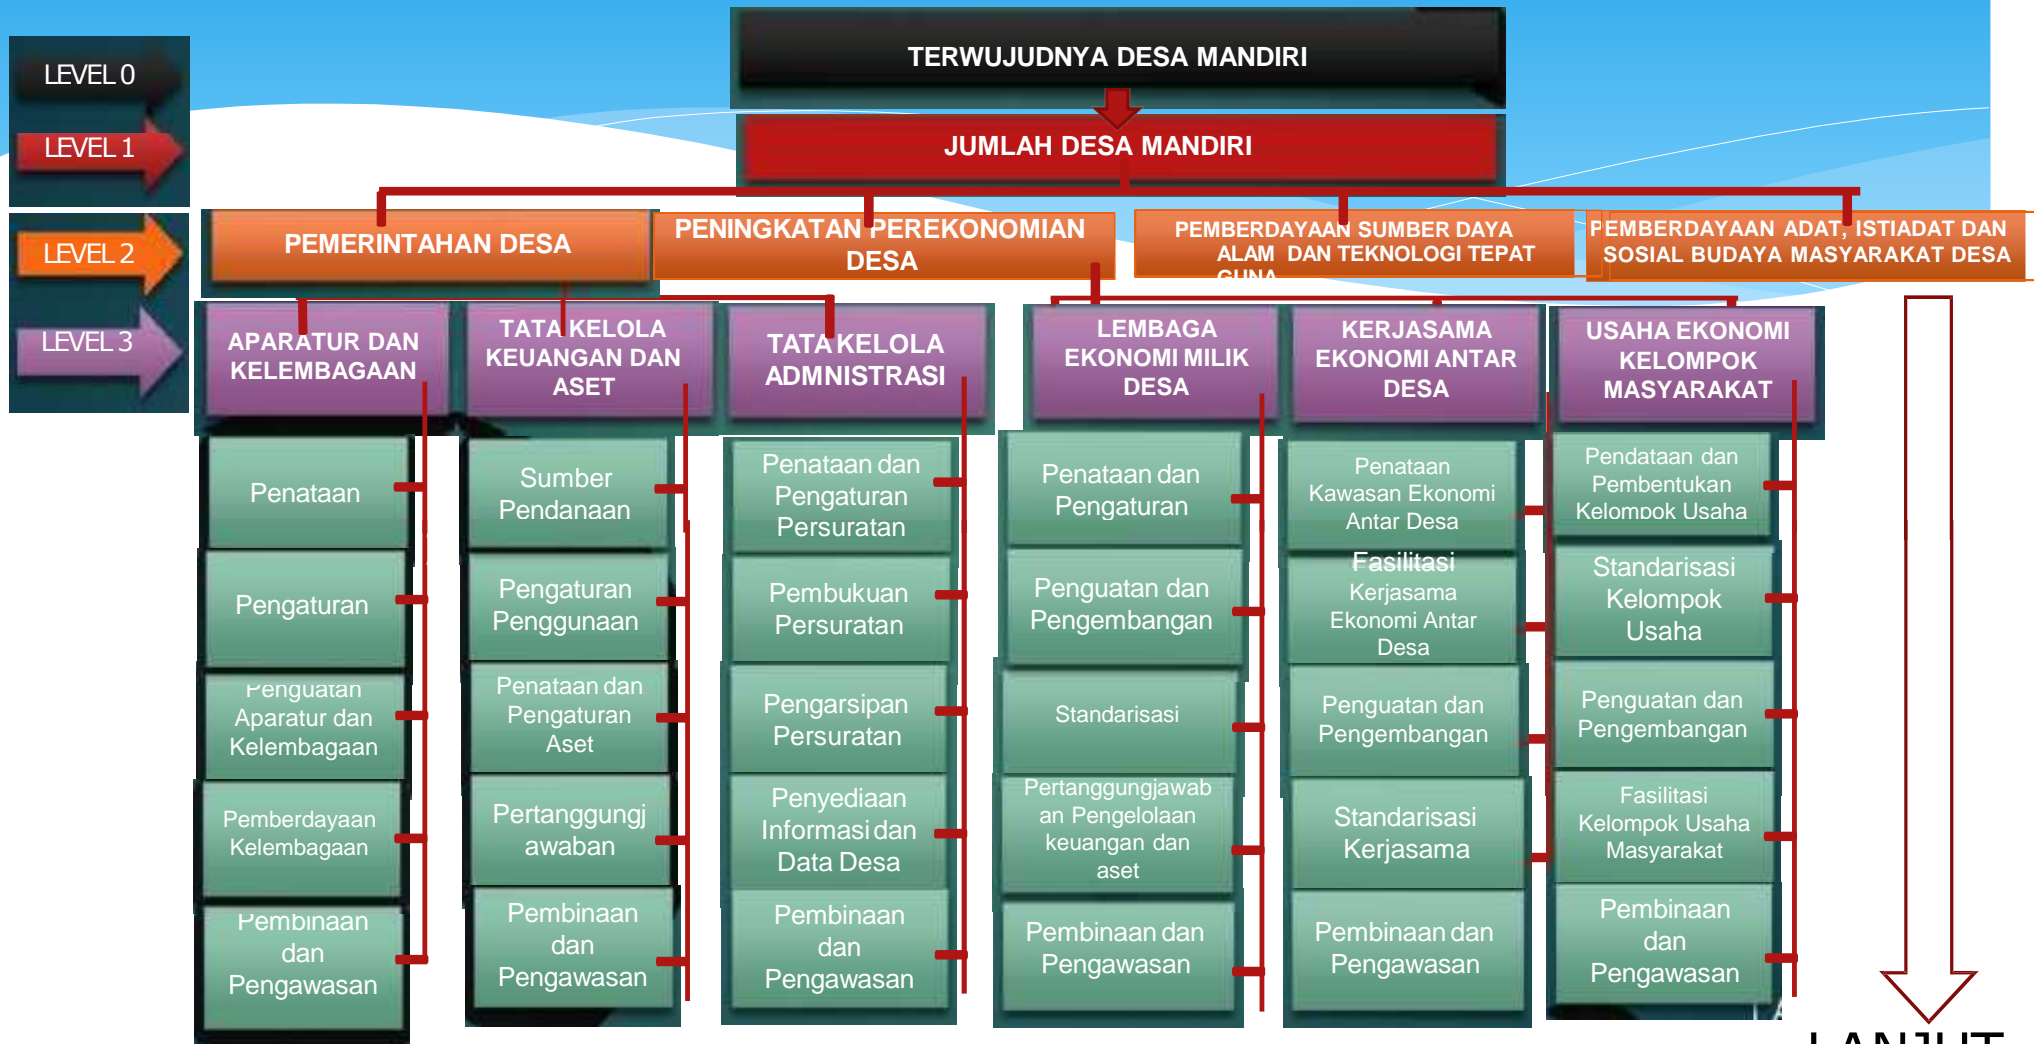 TERWUJUDNYA DESA MANDIRI
LEVEL 0
LEVEL 1
JUMLAH DESA MANDIRI
LEVEL 2
PEMERINTAHAN DESA
PENINGKATAN PEREKONOMIAN
DESA
PEMBERDAYAAN SUMBER DAYA
ALAM DAN TEKNOLOGI TEPAT
GUNA
PEMBERDAYAAN ADAT, ISTIADAT DAN
SOSIAL BUDAYA MASYARAKAT DESA
LEVEL 3
APARATUR DAN
KELEMBAGAAN
TATA KELOLA
KEUANGAN DAN
ASET
TATA KELOLA
ADMNISTRASI
LEMBAGA
EKONOMI MILIK
DESA
KERJASAMA
EKONOMI ANTAR
DESA
USAHA EKONOMI
KELOMPOK
MASYARAKAT
Penataan
Pengaturan
Penguatan
Aparatur dan
Kelembagaan
Pemberdayaan
Kelembagaan
Pembinaan
dan
Pengawasan
Sumber
Pendanaan
Pengaturan
Penggunaan
Penataan dan
Pengaturan
Aset
Pertanggungj
awaban
Pembinaan
dan
Pengawasan
Penataan dan
Pengaturan
Persuratan
Pembukuan
Persuratan
Pengarsipan
Persuratan
Penyediaan
Informasi dan
Data Desa
Pembinaan
dan
Pengawasan
Penataan dan
Pengaturan
Penguatan dan
Pengembangan
Standarisasi
Pertanggungjawab
an Pengelolaan
keuangan dan
aset
Pembinaan dan
Pengawasan
Penataan
Kawasan Ekonomi
Antar Desa
Fasilitasi
Kerjasama
Ekonomi Antar
Desa
Penguatan dan
Pengembangan
Standarisasi
Kerjasama
Pembinaan dan
Pengawasan
Pendataan dan
Pembentukan
Kelompok Usaha
Standarisasi
Kelompok
Usaha
Penguatan dan
Pengembangan
Fasilitasi
Kelompok Usaha
Masyarakat
Pembinaan
dan
Pengawasan
LANJUT